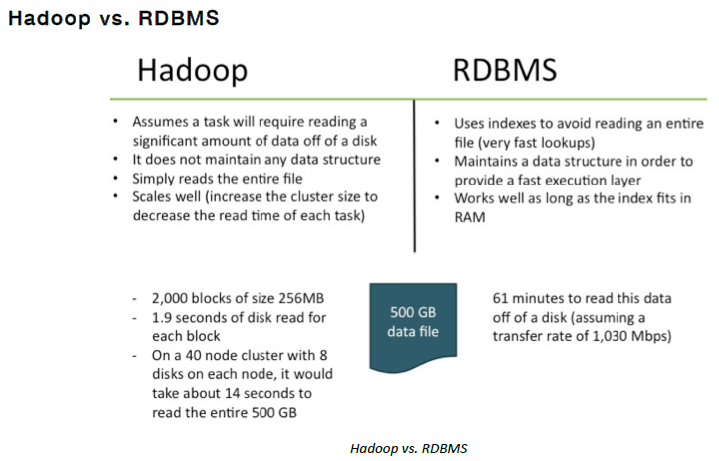 Hadoop vs. RDBMS
Hadoop
• Assumes a task will require reading a
significant amount of data off of a disk
• It does not maintain any data structure
• Simply reads the entire file
• Scales well (increase the cluster size to
decrease the read time of each task)
RDBMS
• Uses indexes to avoid reading an entire
file (very fast lookups)
• Maintains a data structure in order to
provide a fast execution layer
• Works well as long as the index fits in
RAM
- 2,000 blocks of size 256MB
- 1.9 seconds of disk read for
each block
- On a 40 node cluster with 8
disks on each node, it would
take about 14 seconds to
read the entire 500 GB
500 GB
data file
61 minutes to read this data
off of a disk (assuming a
transfer rate of 1,030 Mbps)
Hadoop vs. RDBMS